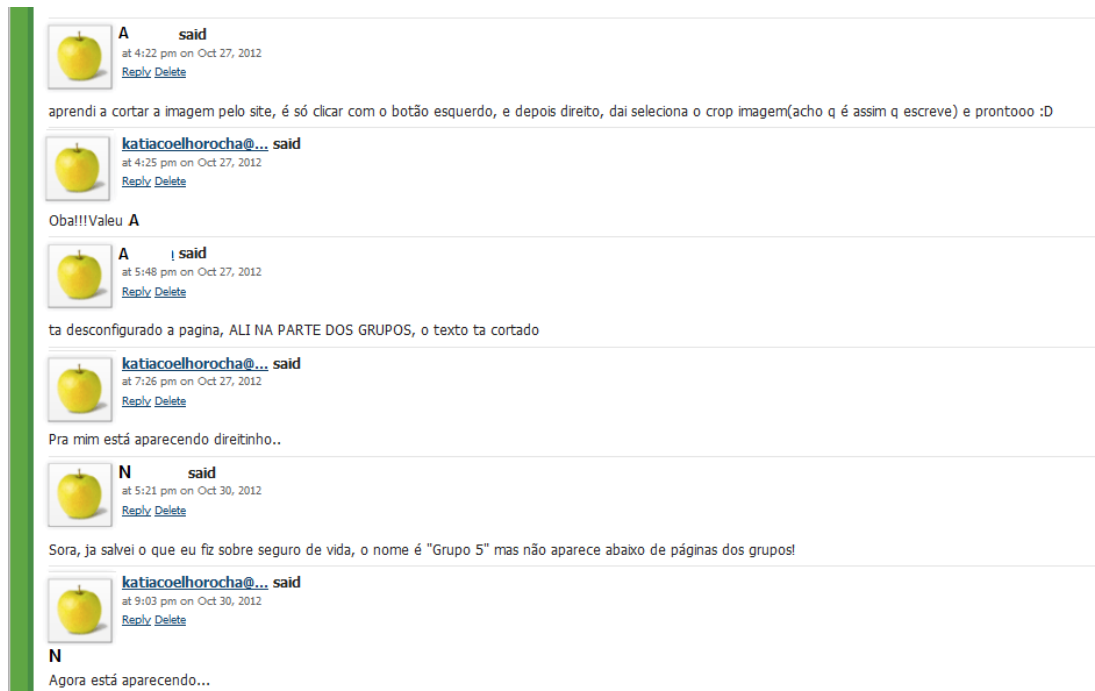 A said
at 4:22 pm on Oct 27, 2012
Reply Delete
aprendi a cortar a imagem pelo site, é só clicar com o botão esquerdo, e depois direito, dai seleciona o crop imagem(acho q é assim q escreve) e prontooo :D
katiacoelhorocha@... said
at 4:25 pm on Oct 27, 2012
Reply Delete
Oba!!!Valeu A
A said
at 5:48 pm on Oct 27, 2012
Reply Delete
ta desconfigurado a pagina, ALI NA PARTE DOS GRUPOS, o texto ta cortado
katiacoelhorocha@... said
at 7:26 pm on Oct 27, 2012
Reply Delete
Pra mim está aparecendo direitinho..
N said
at 5:21 pm on Oct 30, 2012
Reply Delete
Sora, ja salvei o que eu fiz sobre seguro de vida, o nome é "Grupo 5" mas não aparece abaixo de páginas dos grupos!
katiacoelhorocha@... said
at 9:03 pm on Oct 30, 2012
Reply Delete
N
Agora está aparecendo...